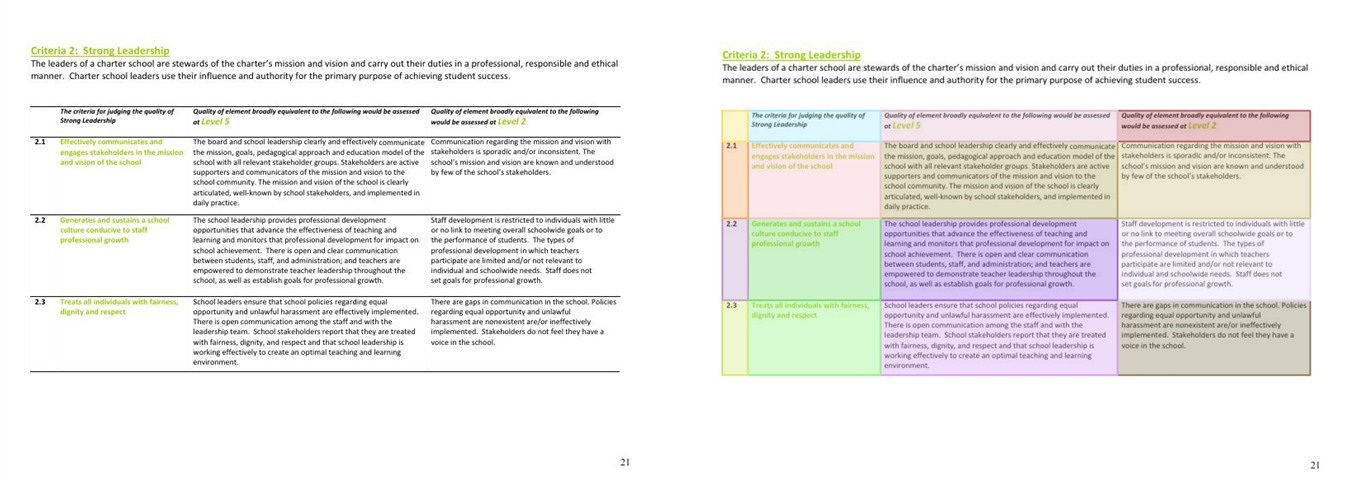 Criteria 2: Strong Leadership
The leaders of a charter school are stewards of the charter's mission and vision and carry out their duties in a professional, responsible and ethical
manner. Charter school leaders use their influence and authority for the primary purpose of achieving student success.
The criteria for judging the quality of
Strong Leadership
Quality of element broadly equivalent to the following would be assessed
at Level 5
Quality of element broadly equivalent to the following
would be assessed at Level 2
2.1
Effectively communicates and
engages stakeholders in the mission
and vision of the school
The board and school leadership clearly and effectively communicate
the mission, goals, pedagogical approach and education model of the
school with all relevant stakeholder groups. Stakeholders are active
supporters and communicators of the mission and vision to the
school community. The mission and vision of the school is clearly
articulated, well-known by school stakeholders, and implemented in
daily practice.
Communication regarding the mission and vision with
stakeholders is sporadic and/or inconsistent. The
school's mission and vision are known and understood
by few of the school's stakeholders.
2.2
Generates and sustains a school
culture conducive to staff
professional growth
The school leadership provides professional development
opportunities that advance the effectiveness of teaching and
learning and monitors that professional development for impact on
school achievement. There is open and clear communication
between students, staff, and administration; and teachers are
empowered to demonstrate teacher leadership throughout the
school, as well as establish goals for professional growth.
Staff development is restricted to individuals with little
or no link to meeting overall schoolwide goals or to
the performance of students. The types of
professional development in which teachers
participate are limited and/or not relevant to
individual and schoolwide needs. Staff does not
set goals for professional growth.
2.3
Treats all individuals with fairness,
dignity and respect
School leaders ensure that school policies regarding equal
opportunity and unlawful harassment are effectively implemented.
There is open communication among the staff and with the
leadership team. School stakeholders report that they are treated
with fairness, dignity, and respect and that school leadership is
working effectively to create an optimal teaching and learning
environment.
There are gaps in communication in the school. Policies
regarding equal opportunity and unlawful
harassment are nonexistent are/or ineffectively
implemented. Stakeholders do not feel they have a
voice in the school.
21
Criteria 2: Strong Leadership
The leaders of a charter school are stewards of the charter's mission and vision and carry out their duties in a professional, responsible and ethical
manner. Charter school leaders use their influence and authority for the primary purpose of achieving student success.
The criteria for judging the quality of
Strong Leadership
Quality of element broadly equivalent to the following would be assessed
at Level 5
Quality of element broadly equivalent to the following
would be assessed at Level 2
2.1
Effectively communicates and
engages stakeholders in the mission
and vision of the school
The board and school leadership clearly and effectively communicate
the mission, goals, pedagogical approach and education model of the
school with all relevant stakeholder groups. Stakeholders are active
supporters and communicators of the mission and vision to the
school community. The mission and vision of the school is clearly
articulated, well-known by school stakeholders, and implemented in
daily practice.
Communication regarding the mission and vision with
stakeholders is sporadic and/or inconsistent. The
school's mission and vision are known and understood
by few of the school's stakeholders.
2.2
Generates and sustains a school
culture conducive to staff
professional growth
The school leadership provides professional development
opportunities that advance the effectiveness of teaching and
learning and monitors that professional development for impact on
school achievement. There is open and clear communication
between students, staff, and administration; and teachers are
empowered to demonstrate teacher leadership throughout the
school, as well as establish goals for professional growth.
Staff development is restricted to individuals with little
or no link to meeting overall schoolwide goals or to
the performance of students. The types of
professional development in which teachers
participate are limited and/or not relevant to
individual and schoolwide needs. Staff does not
set goals for professional growth.
2.3
Treats all individuals with fairness,
dignity and respect
School leaders ensure that school policies regarding equal
opportunity and unlawful harassment are effectively implemented.
There is open communication among the staff and with the
leadership team. School stakeholders report that they are treated
with fairness, dignity, and respect and that school leadership is
working effectively to create an optimal teaching and learning
environment.
There are gaps in communication in the school. Policies
regarding equal opportunity and unlawful
harassment are nonexistent are/or ineffectively
implemented. Stakeholders do not feel they have a
voice in the school.
21